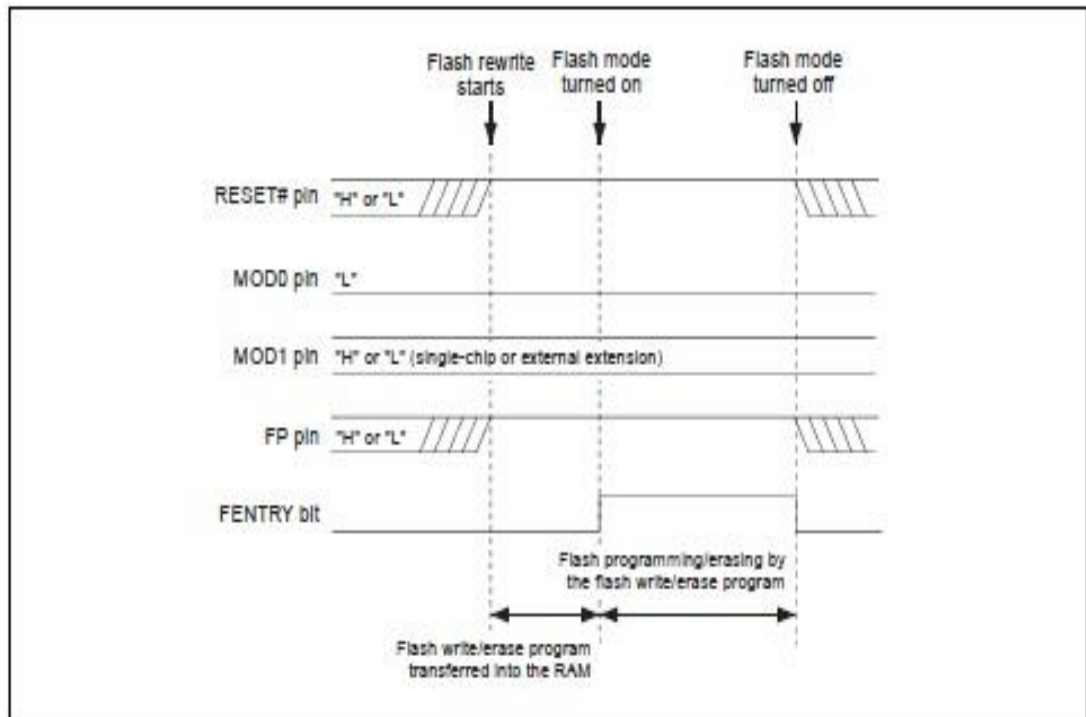 Flash rewrite
starts
Flash mode
turned on
Flash mode
turned off
RESET# pin
"H" or "L"
MOD0 pin
"L"
MOD1 pin
"H" or "L" (single-chip or external extension)
FP pin
"H" or "L"
FENTRY bit
Flash programming/erasing by
the flash write/erase program
Flash write/erase program
transferred into the RAM